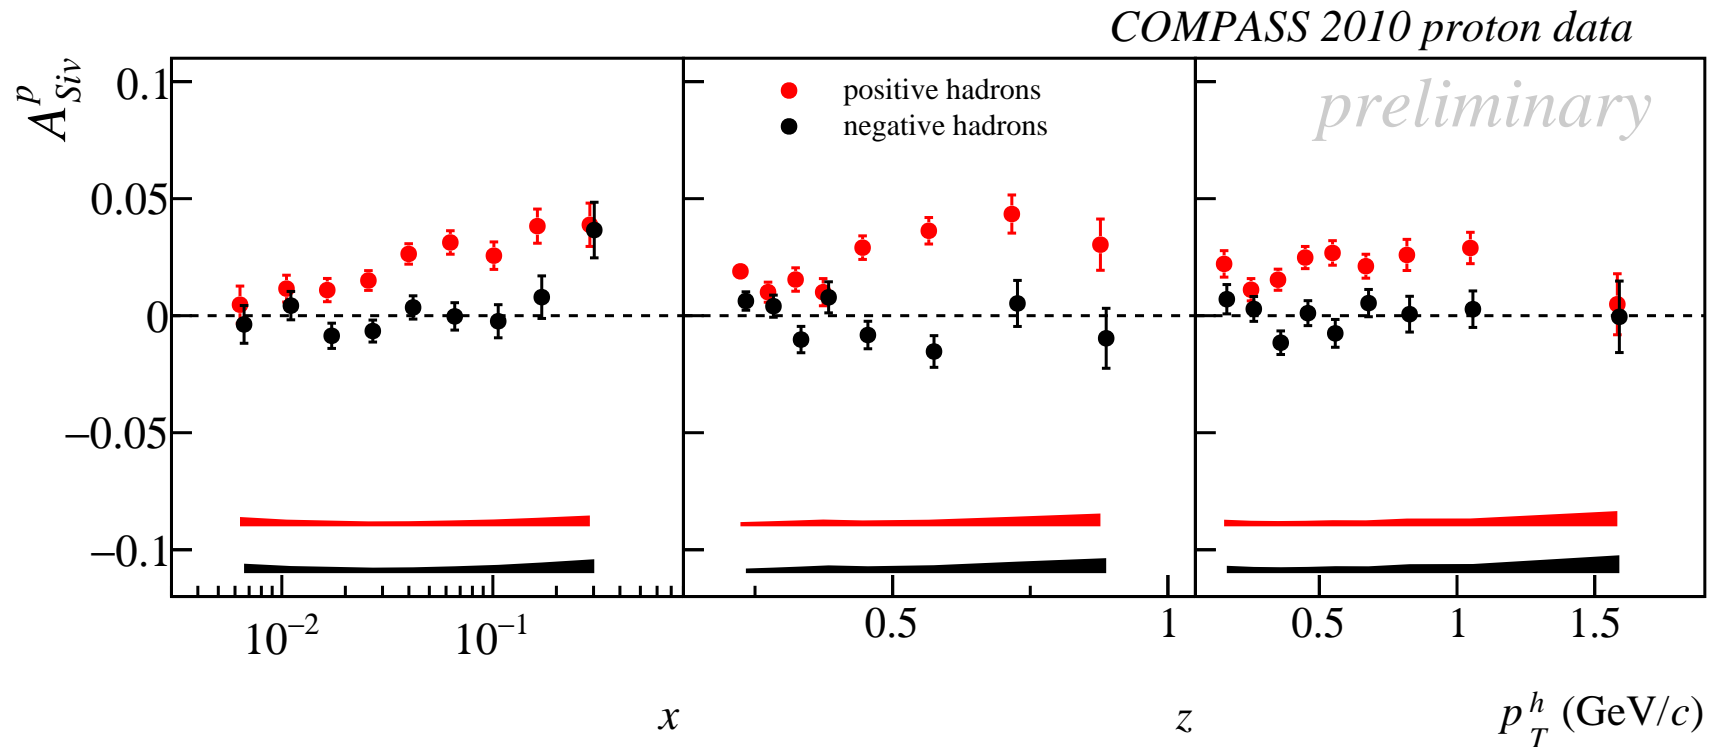 COMPASS 2010 proton data
A^p_Siv
0.1
0.05
0
−0.05
−0.1
positive hadrons
negative hadrons
preliminary
10^−2 10^−1
0.5 1
0.5 1 1.5
x
z
p_T^h (GeV/c)